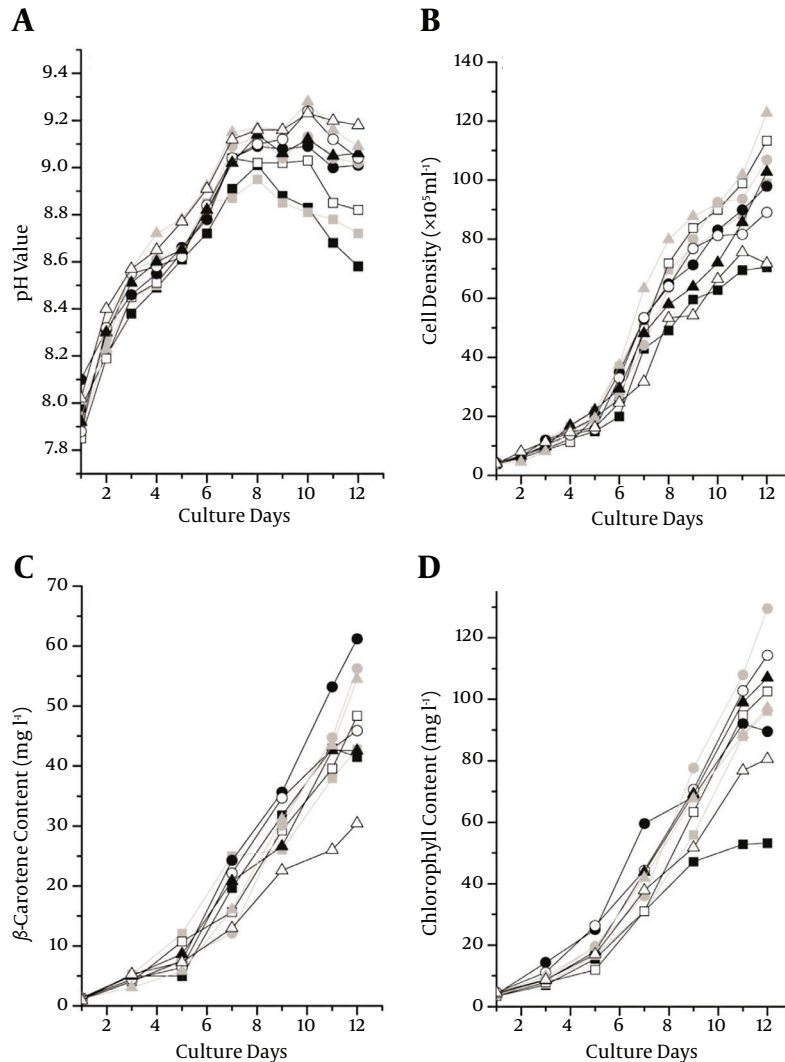 A
9.4
9.2
9.0
8.8
8.6
8.4
8.2
8.0
7.8
pH Value
2 4 6 8 10 12
Culture Days
B
140
120
100
80
60
40
20
0
Cell Density (×10⁵ml⁻¹)
2 4 6 8 10 12
Culture Days
C
70
60
50
40
30
20
10
0
β-Carotene Content (mg l⁻¹)
2 4 6 8 10 12
Culture Days
D
120
100
80
60
40
20
0
Chlorophyll Content (mg l⁻¹)
2 4 6 8 10 12
Culture Days